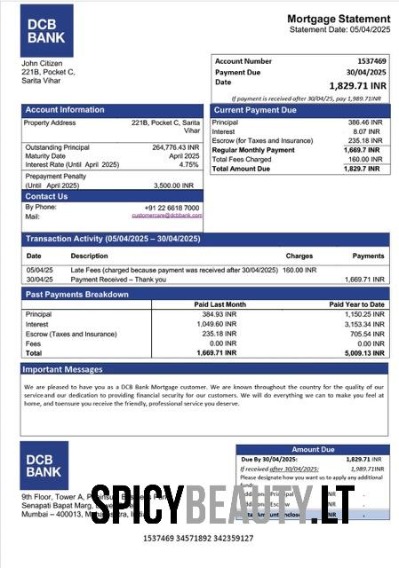 DCB
BANK
Mortgage Statement
Statement Date: 05/04/2025
John Citizen
221B, Pocket C,
Sarita Vihar
Account Number 1537469
Payment Due 30/04/2025
Date
1,829.71 INR
If payment is received after 30/04/25, pay 1,989.71INR
Account Information
Property Address 221B, Pocket C, Sarita
Vihar
Outstanding Principal 264,776.43 INR
Maturity Date April 2025
Interest Rate (Until April 2025) 4.75%
Prepayment Penalty
(Until April 2025) 3,500.00 INR
Contact Us
By Phone: +91 22 6618 7000
Mail: customercare@dcbbank.com
Current Payment Due
Principal 386.46 INR
Interest 8.07 INR
Escrow (for Taxes and Insurance) 235.18 INR
Regular Monthly Payment 1,669.7 INR
Total Fees Charged 160.00 INR
Total Amount Due 1,829.7 INR
Transaction Activity (05/04/2025 – 30/04/2025)
Date Description Charges Payments
05/04/25 Late Fees (charged because payment was received after 30/04/2025) 160.00 INR
30/04/25 Payment Received – Thank you 1,669.71 INR
Past Payments Breakdown
Paid Last Month Paid Year to Date
Principal 384.93 INR 1,150.25 INR
Interest 1,049.60 INR 3,153.34 INR
Escrow (Taxes and Insurance) 235.18 INR 705.54 INR
Fees 0.00 INR 0.00 INR
Total 1,669.71 INR 5,009.13 INR
Important Messages
We are pleased to have you as a DCB Bank Mortgage customer. We are known throughout the country for the quality of our
service and our dedication to providing financial security for our customers. We will do everything we can to make you feel at
home, and to ensure you receive the friendly, professional service you deserve.
DCB
BANK
9th Floor, Tower A,
Senapati Bapat Marg,
Mumbai – 400013,
Amount Due
Due By 30/04/2025: 1,829.71 INR
If received after 30/04/2025: 1,989.71INR
Please designate how you want us to apply any additional
SPICYBEAUTY.LT
1537469 34571892 342359127